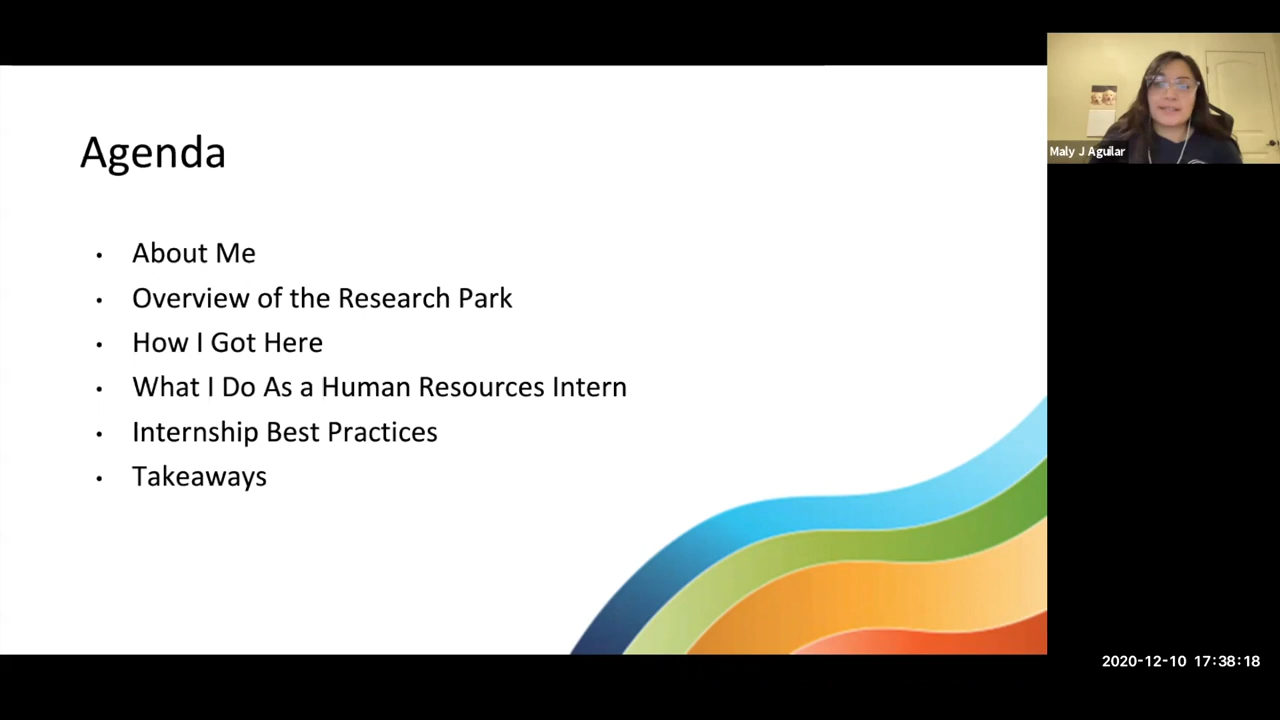 Agenda
• About Me
• Overview of the Research Park
• How I Got Here
• What I Do As a Human Resources Intern
• Internship Best Practices
• Takeaways
Maly J Aguilar
2020-12-10 17:38:18